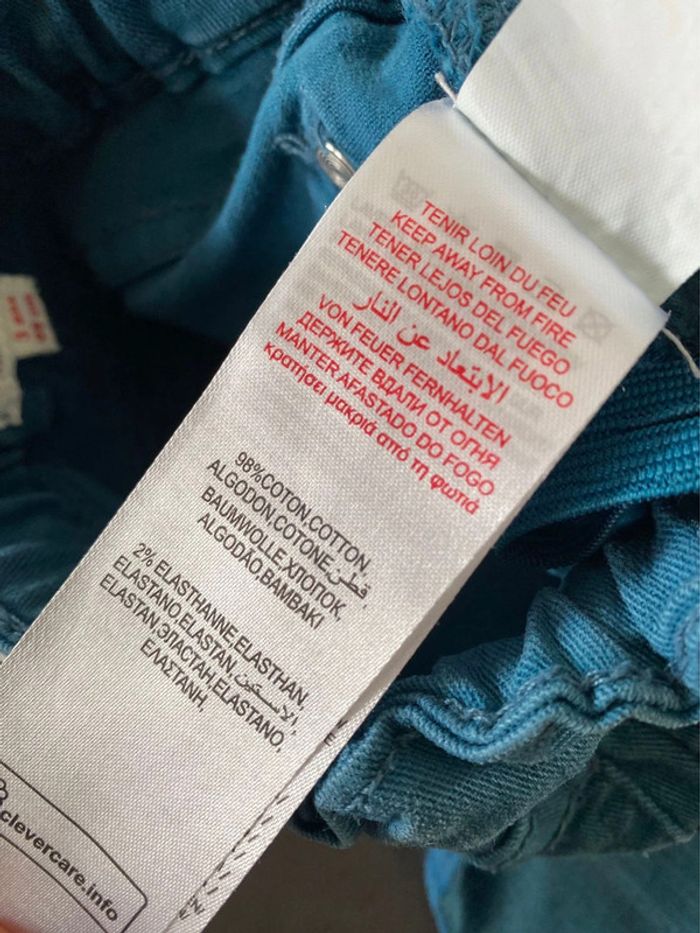 TENIR LOIN DU FEU
KEEP AWAY FROM FIRE
TENER LEJOS DEL FUEGO
TENERE LONTANO DAL FUOCO
الابتعاد عن النار
VON FEUER FERNHALTEN
ДЕРЖИТЕ ВДАЛИ ОТ ОГНЯ
MANTER AFASTADO DO FOGO
κρατήσει μακριά από τη φωτιά
98%COTON,COTTON,
ALGODON,COTONE,قطن,
BAUMWOLLE,ХЛОПОК,
ALGODÃO,ΒΑΜΒΑΚΙ
2% ELASTHANNE,ELASTHAN,
ELASTANO,ELASTAN,الاستين,
ELASTAN,ЭЛАСТАН,ELASTANO,
ΕΛΑΣΤΑΝΗ,
clevercare.info